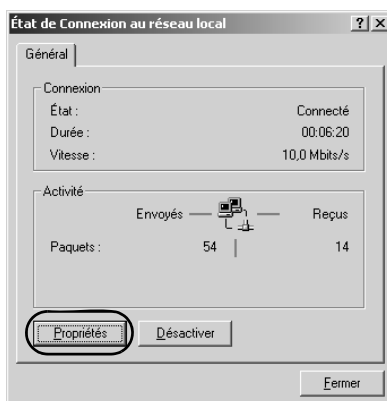 État de Connexion au réseau local ? X
Général
Connexion
État : Connecté
Durée : 00:06:20
Vitesse : 10,0 Mbits/s
Activité
Envoyés — — Reçus
Paquets : 54 | 14
Propriétés Désactiver
Fermer